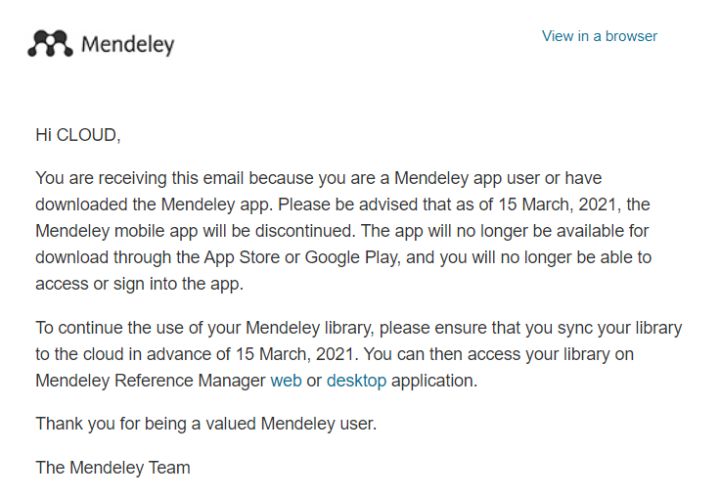 Mendeley
View in a browser
Hi CLOUD,
You are receiving this email because you are a Mendeley app user or have
downloaded the Mendeley app. Please be advised that as of 15 March, 2021, the
Mendeley mobile app will be discontinued. The app will no longer be available for
download through the App Store or Google Play, and you will no longer be able to
access or sign into the app.
To continue the use of your Mendeley library, please ensure that you sync your library
to the cloud in advance of 15 March, 2021. You can then access your library on
Mendeley Reference Manager web or desktop application.
Thank you for being a valued Mendeley user.
The Mendeley Team